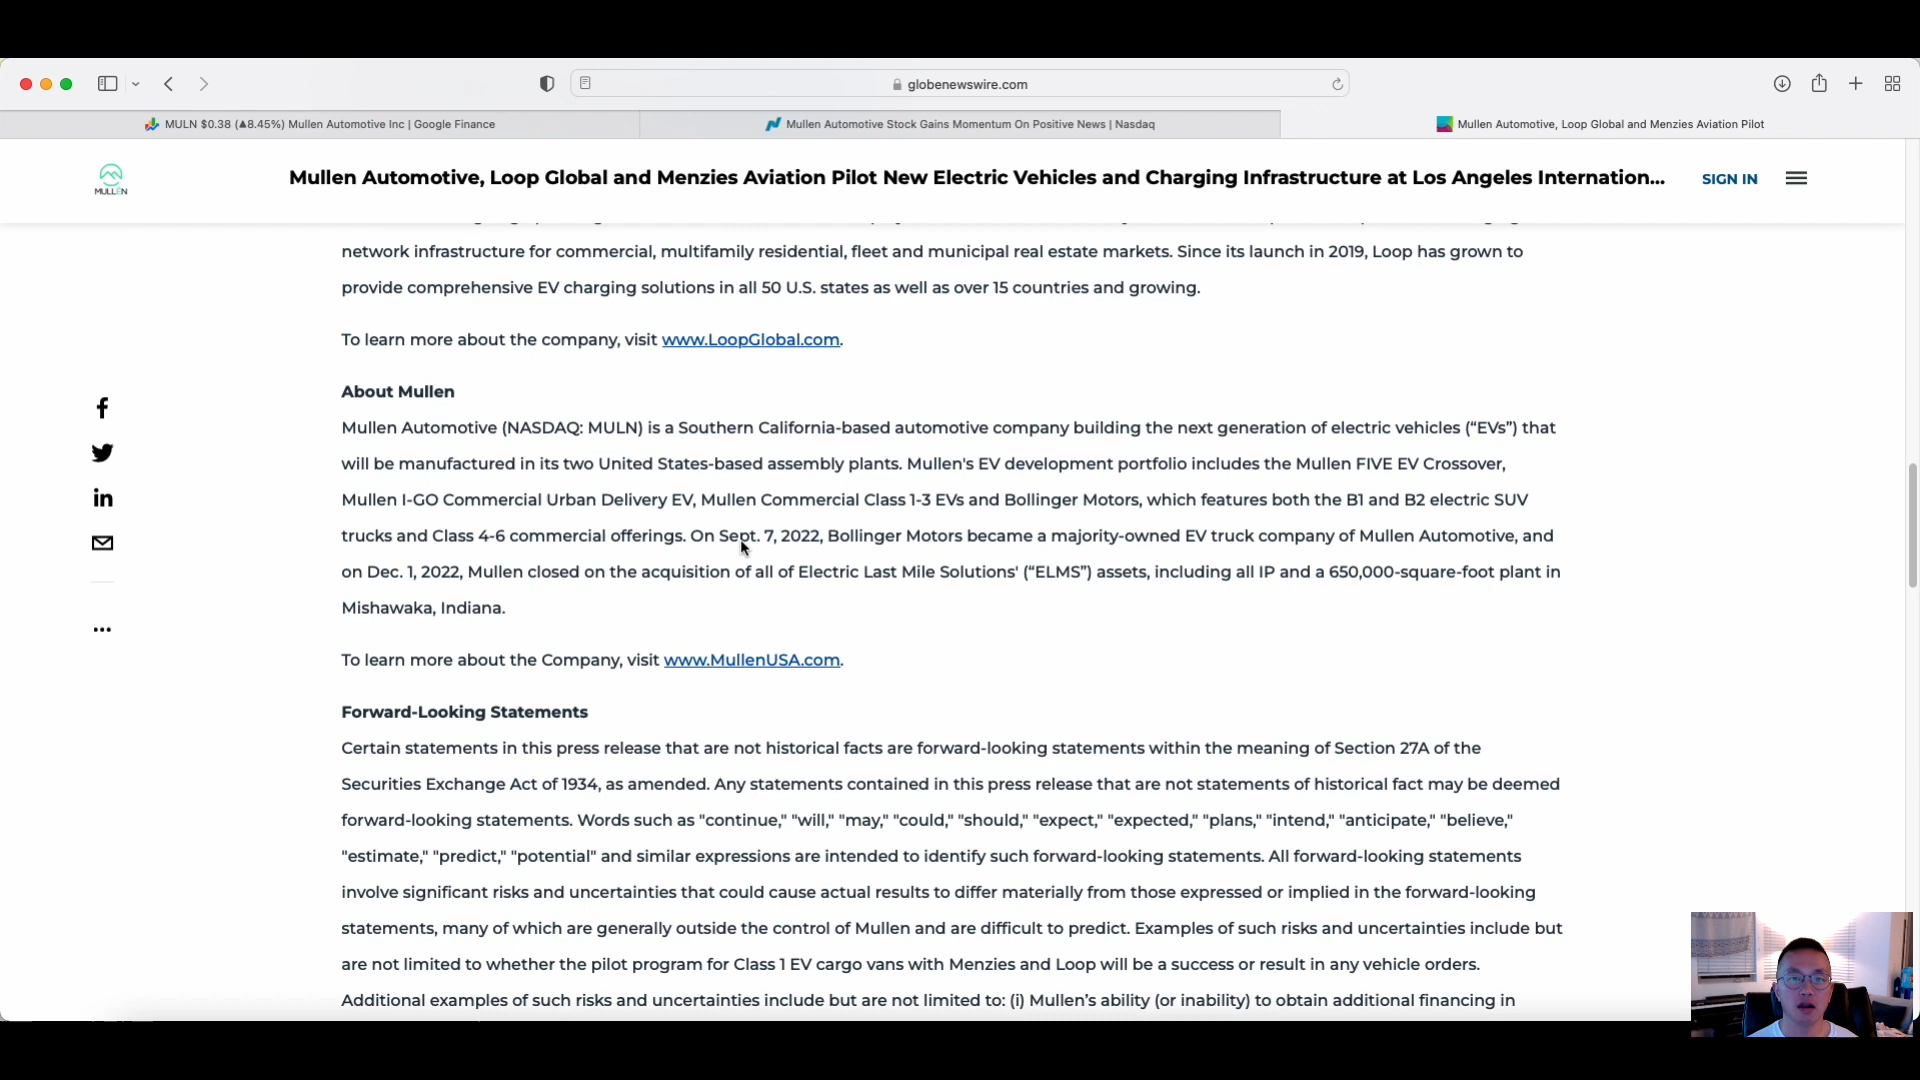 globenewswire.com
MULN $0.38 (▲8.45%) Mullen Automotive Inc | Google Finance
Mullen Automotive Stock Gains Momentum On Positive News | Nasdaq
Mullen Automotive, Loop Global and Menzies Aviation Pilot
MULLEN
Mullen Automotive, Loop Global and Menzies Aviation Pilot New Electric Vehicles and Charging Infrastructure at Los Angeles Internation...
SIGN IN
network infrastructure for commercial, multifamily residential, fleet and municipal real estate markets. Since its launch in 2019, Loop has grown to
provide comprehensive EV charging solutions in all 50 U.S. states as well as over 15 countries and growing.
To learn more about the company, visit www.LoopGlobal.com.
About Mullen
Mullen Automotive (NASDAQ: MULN) is a Southern California-based automotive company building the next generation of electric vehicles (“EVs”) that
will be manufactured in its two United States-based assembly plants. Mullen's EV development portfolio includes the Mullen FIVE EV Crossover,
Mullen I-GO Commercial Urban Delivery EV, Mullen Commercial Class 1-3 EVs and Bollinger Motors, which features both the B1 and B2 electric SUV
trucks and Class 4-6 commercial offerings. On Sept. 7, 2022, Bollinger Motors became a majority-owned EV truck company of Mullen Automotive, and
on Dec. 1, 2022, Mullen closed on the acquisition of all of Electric Last Mile Solutions' (“ELMS”) assets, including all IP and a 650,000-square-foot plant in
Mishawaka, Indiana.
To learn more about the Company, visit www.MullenUSA.com.
Forward-Looking Statements
Certain statements in this press release that are not historical facts are forward-looking statements within the meaning of Section 27A of the
Securities Exchange Act of 1934, as amended. Any statements contained in this press release that are not statements of historical fact may be deemed
forward-looking statements. Words such as "continue," "will," "may," "could," "should," "expect," "expected," "plans," "intend," "anticipate," "believe,"
"estimate," "predict," "potential" and similar expressions are intended to identify such forward-looking statements. All forward-looking statements
involve significant risks and uncertainties that could cause actual results to differ materially from those expressed or implied in the forward-looking
statements, many of which are generally outside the control of Mullen and are difficult to predict. Examples of such risks and uncertainties include but
are not limited to whether the pilot program for Class 1 EV cargo vans with Menzies and Loop will be a success or result in any vehicle orders.
Additional examples of such risks and uncertainties include but are not limited to: (i) Mullen’s ability (or inability) to obtain additional financing in